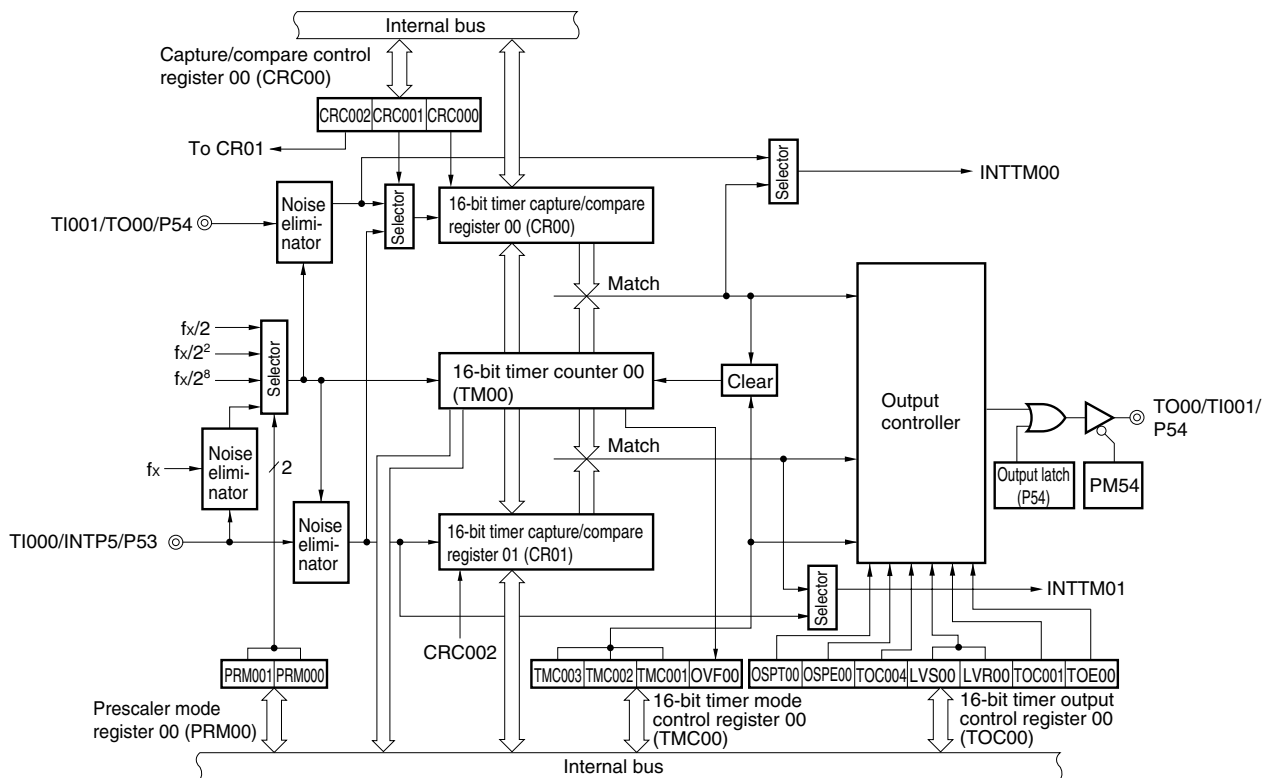 Internal bus
Capture/compare control
register 00 (CRC00)
CRC002 CRC001 CRC000
To CR01
Selector
INTTM00
TI001/TO00/P54
Noise
elimi-
nator
Selector
16-bit timer capture/compare
register 00 (CR00)
Match
fx/2
fx/2²
fx/2⁸
Selector
16-bit timer counter 00
(TM00)
Clear
Output
controller
TO00/TI001/
P54
fx
Noise
elimi-
nator
2
Match
Output latch
(P54)
PM54
TI000/INTP5/P53
Noise
elimi-
nator
16-bit timer capture/compare
register 01 (CR01)
Selector
INTTM01
CRC002
PRM001 PRM000
TMC003 TMC002 TMC001 OVF00
OSPT00 OSPE00 TOC004 LVS00 LVR00 TOC001 TOE00
Prescaler mode
register 00 (PRM00)
16-bit timer mode
control register 00
(TMC00)
16-bit timer output
control register 00
(TOC00)
Internal bus